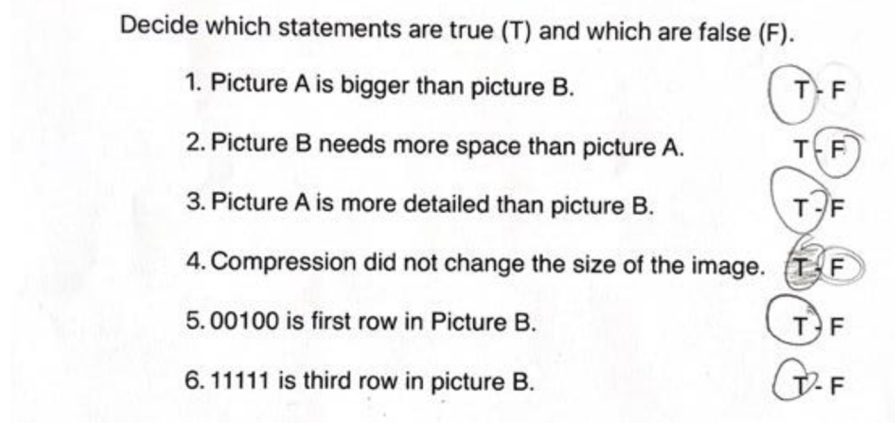 Decide which statements are true (T) and which are false (F).
1. Picture A is bigger than picture B. T - F
2. Picture B needs more space than picture A. T - F
3. Picture A is more detailed than picture B. T - F
4. Compression did not change the size of the image. T - F
5. 00100 is first row in Picture B. T - F
6. 11111 is third row in picture B. T - F